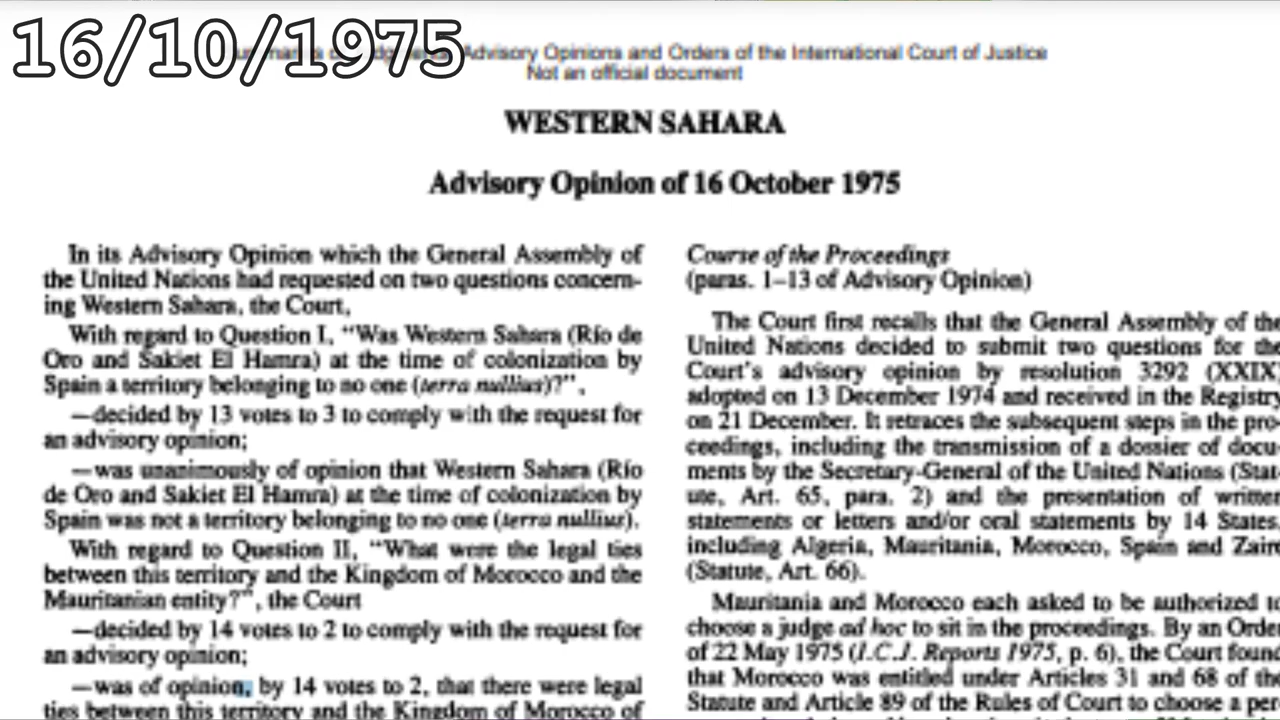 16/10/1975
Advisory Opinions and Orders of the International Court of Justice
Not an official document
WESTERN SAHARA
Advisory Opinion of 16 October 1975
In its Advisory Opinion which the General Assembly of
the United Nations had requested on two questions concern-
ing Western Sahara, the Court,
With regard to Question I, "Was Western Sahara (Río de
Oro and Sakiet El Hamra) at the time of colonization by
Spain a territory belonging to no one (terra nullius)?",
—decided by 13 votes to 3 to comply with the request for
an advisory opinion;
—was unanimously of opinion that Western Sahara (Río
de Oro and Sakiet El Hamra) at the time of colonization by
Spain was not a territory belonging to no one (terra nullius).
With regard to Question II, "What were the legal ties
between this territory and the Kingdom of Morocco and the
Mauritanian entity?", the Court
—decided by 14 votes to 2 to comply with the request for
an advisory opinion;
—was of opinion, by 14 votes to 2, that there were legal
ties between this territory and the Kingdom of Morocco of
Course of the Proceedings
(paras. 1–13 of Advisory Opinion)
The Court first recalls that the General Assembly of the
United Nations decided to submit two questions for the
Court's advisory opinion by resolution 3292 (XXIX)
adopted on 13 December 1974 and received in the Registry
on 21 December. It retraces the subsequent steps in the pro-
ceedings, including the transmission of a dossier of docu-
ments by the Secretary-General of the United Nations (Stat-
ute, Art. 65, para. 2) and the presentation of written
statements or letters and/or oral statements by 14 States,
including Algeria, Mauritania, Morocco, Spain and Zaire
(Statute, Art. 66).
Mauritania and Morocco each asked to be authorized to
choose a judge ad hoc to sit in the proceedings. By an Order
of 22 May 1975 (I.C.J. Reports 1975, p. 6), the Court found
that Morocco was entitled under Articles 31 and 68 of the
Statute and Article 89 of the Rules of Court to choose a per-